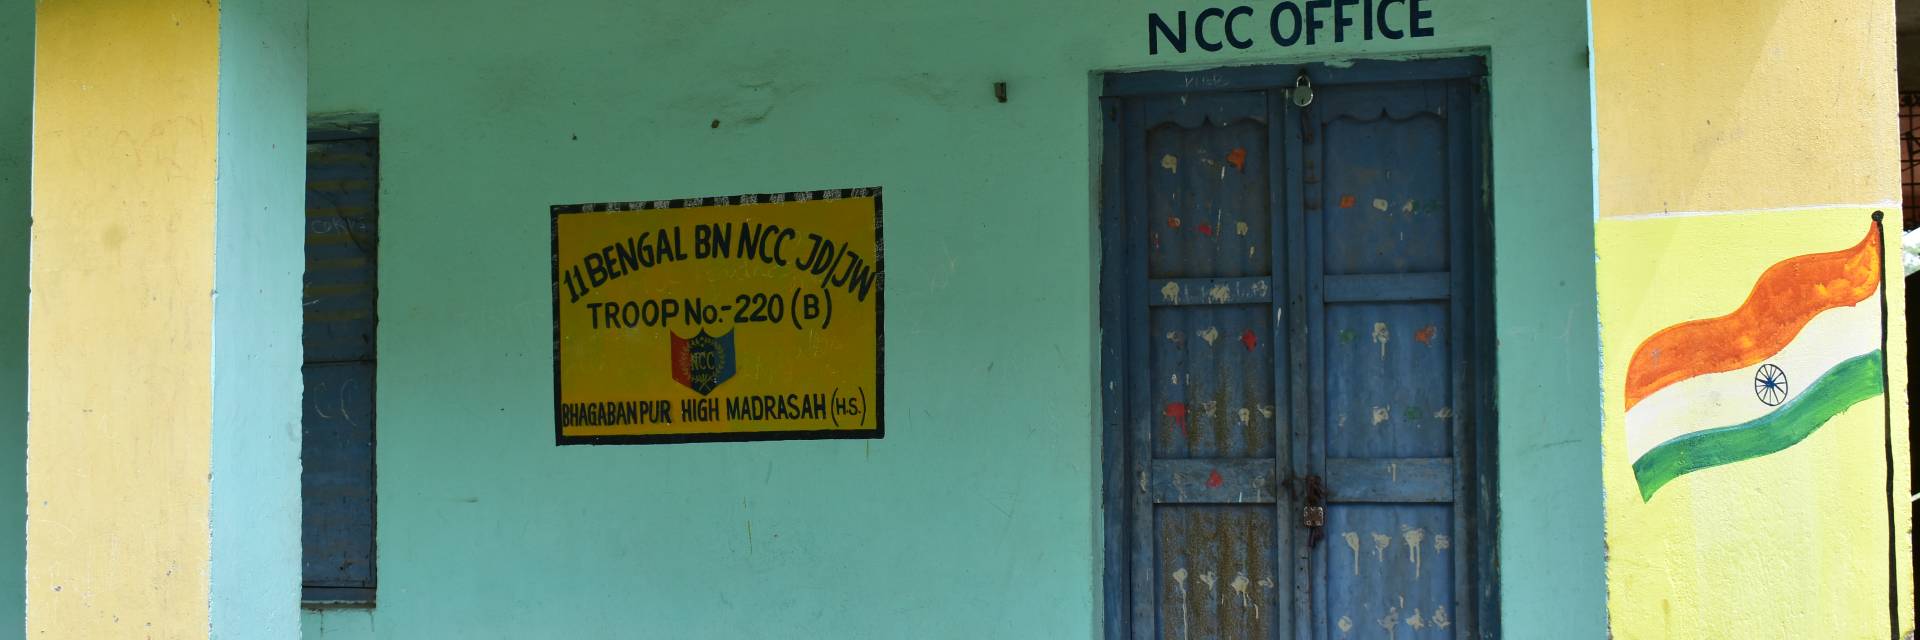 NCC OFFICE
11 BENGAL BN NCC JD/JW
TROOP No.-220 (B)
NCC
BHAGABANPUR HIGH MADRASAH (H.S.)